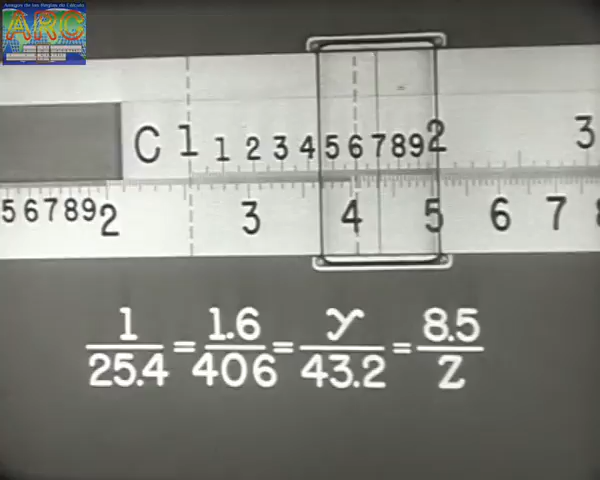 ARC
C 1 1 2 3 4 5 6 7 8 9 2 3
5 6 7 8 9 2 3 4 5 6 7 8
1/25.4 = 1.6/406 = y/43.2 = 8.5/z